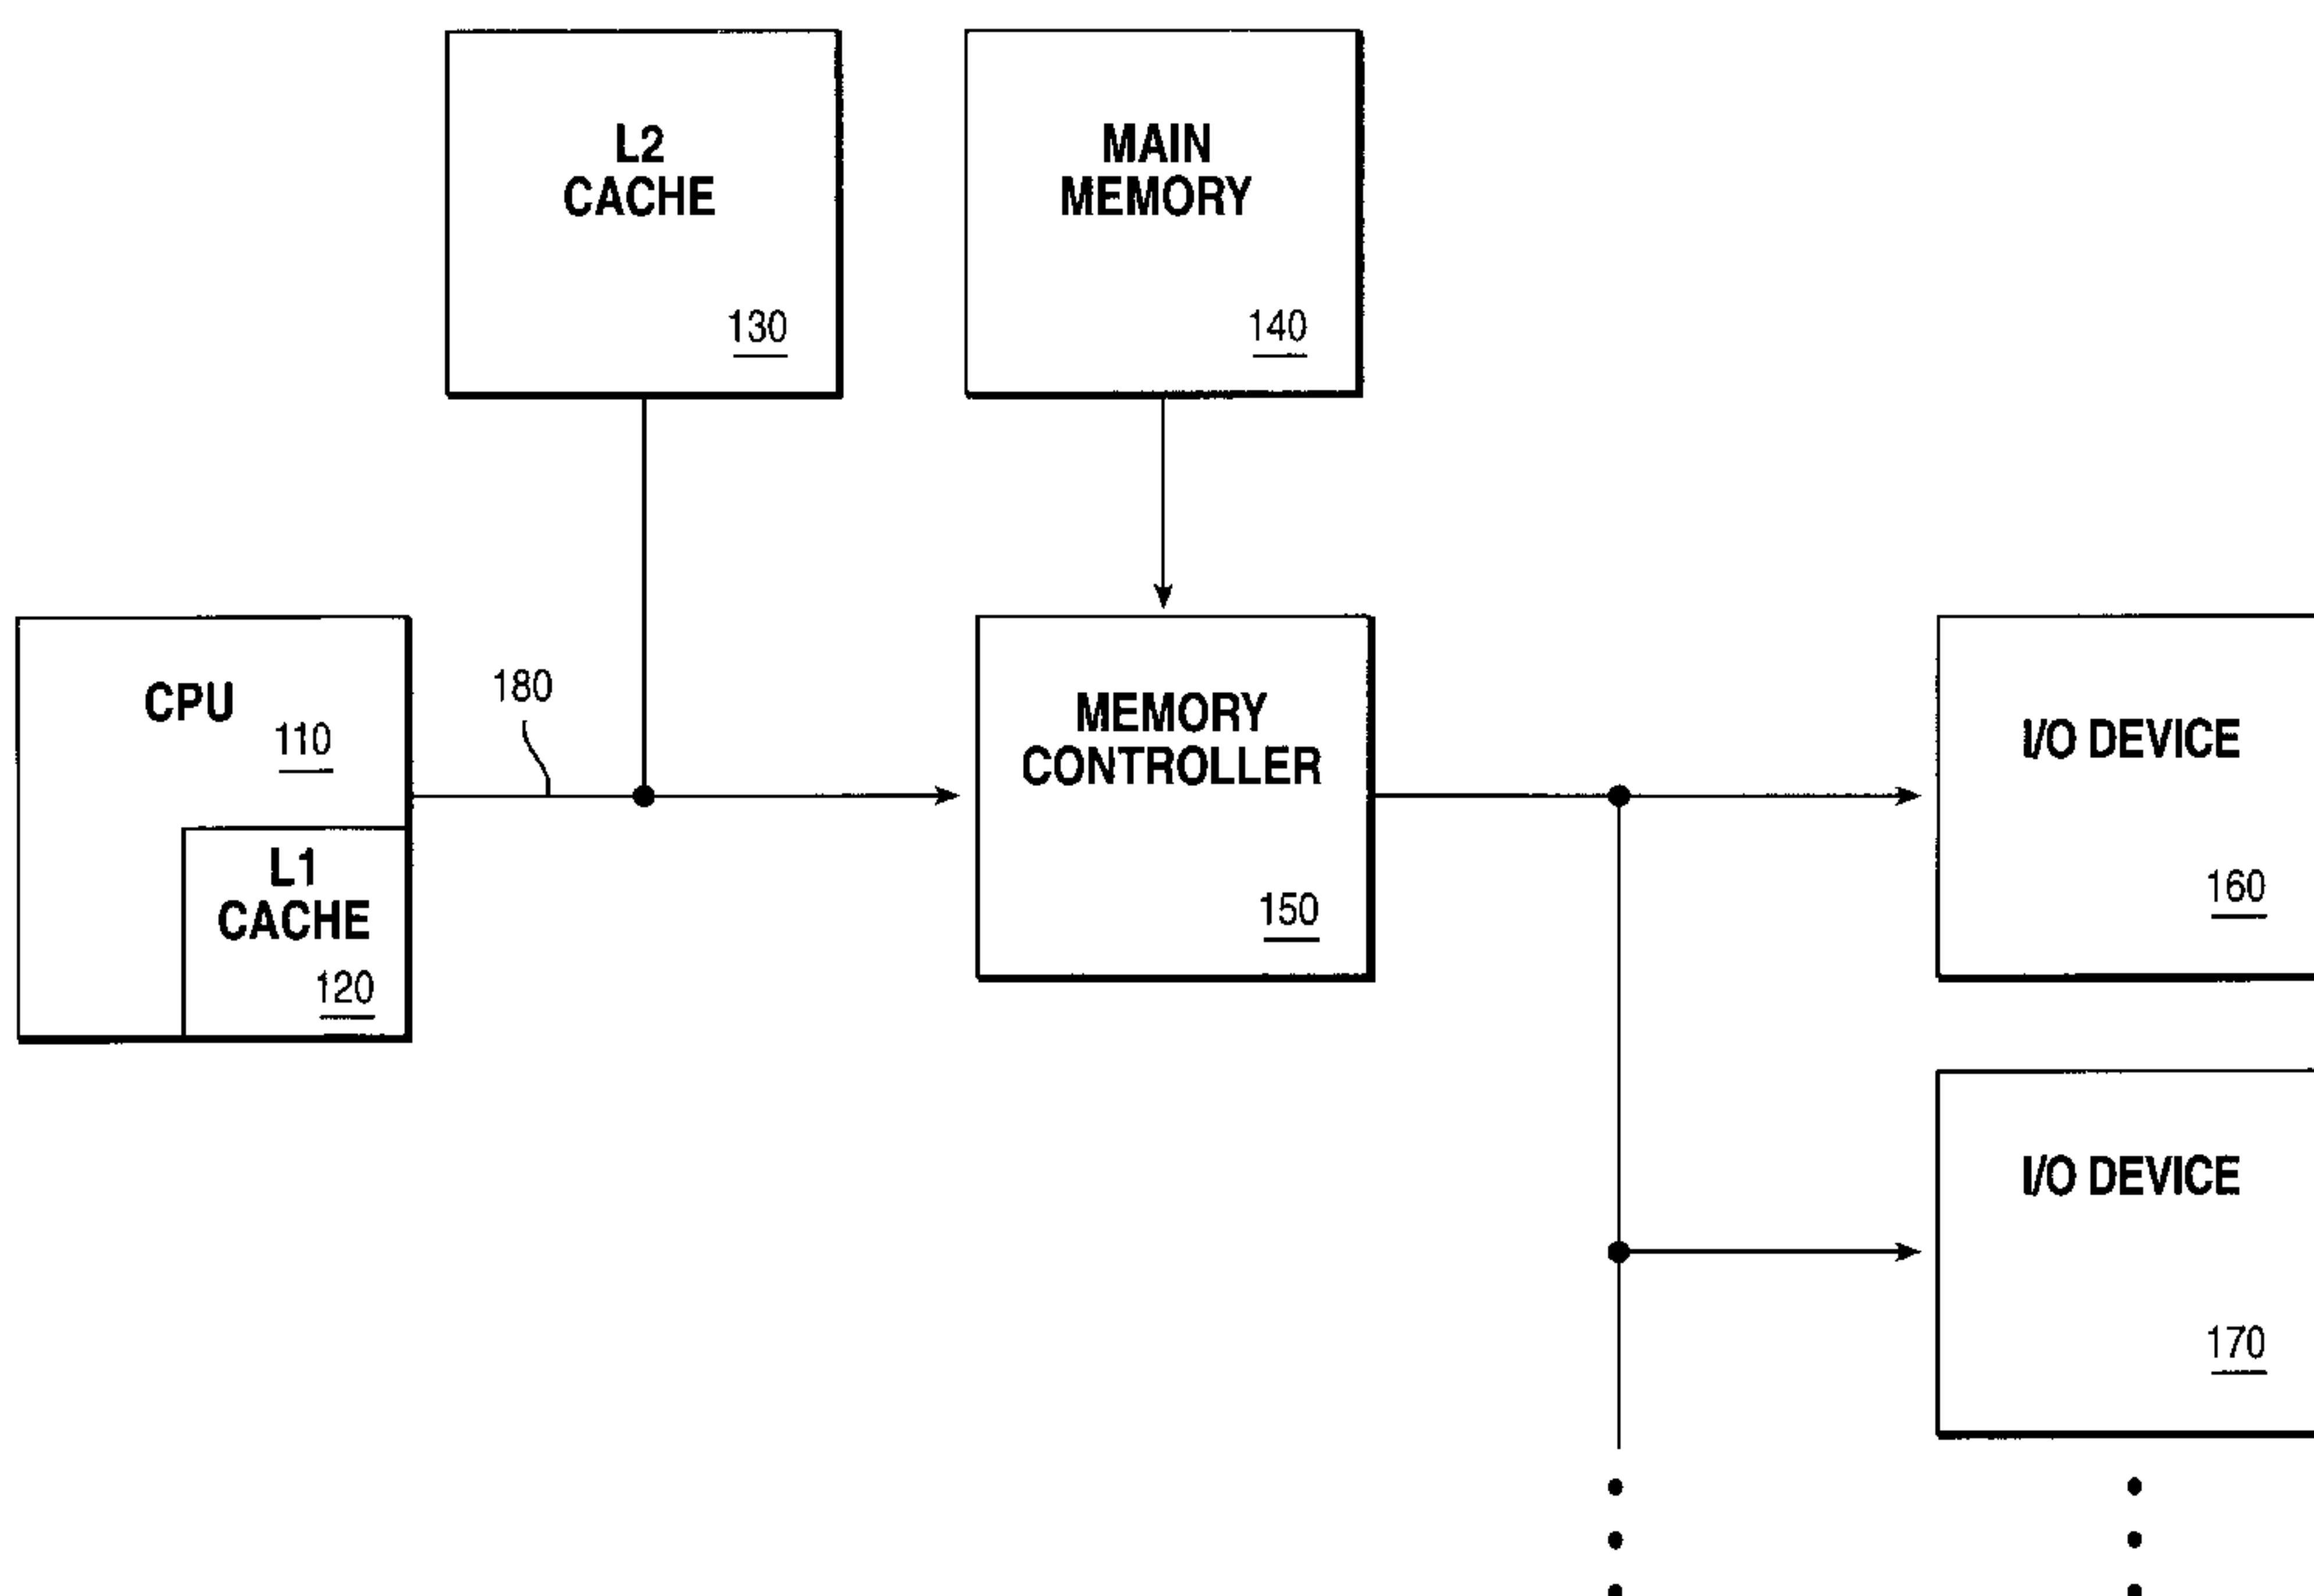 L2
CACHE
130
MAIN
MEMORY
140
CPU
110
L1
CACHE
120
180
MEMORY
CONTROLLER
150
I/O DEVICE
160
I/O DEVICE
170